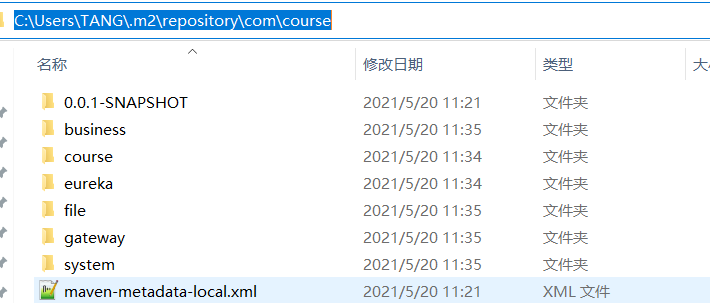 C:\Users\TANG\.m2\repository\com\course
名称 修改日期 类型 大小
0.0.1-SNAPSHOT 2021/5/20 11:21 文件夹
business 2021/5/20 11:35 文件夹
course 2021/5/20 11:34 文件夹
eureka 2021/5/20 11:34 文件夹
file 2021/5/20 11:35 文件夹
gateway 2021/5/20 11:35 文件夹
system 2021/5/20 11:35 文件夹
maven-metadata-local.xml 2021/5/20 11:21 XML 文件